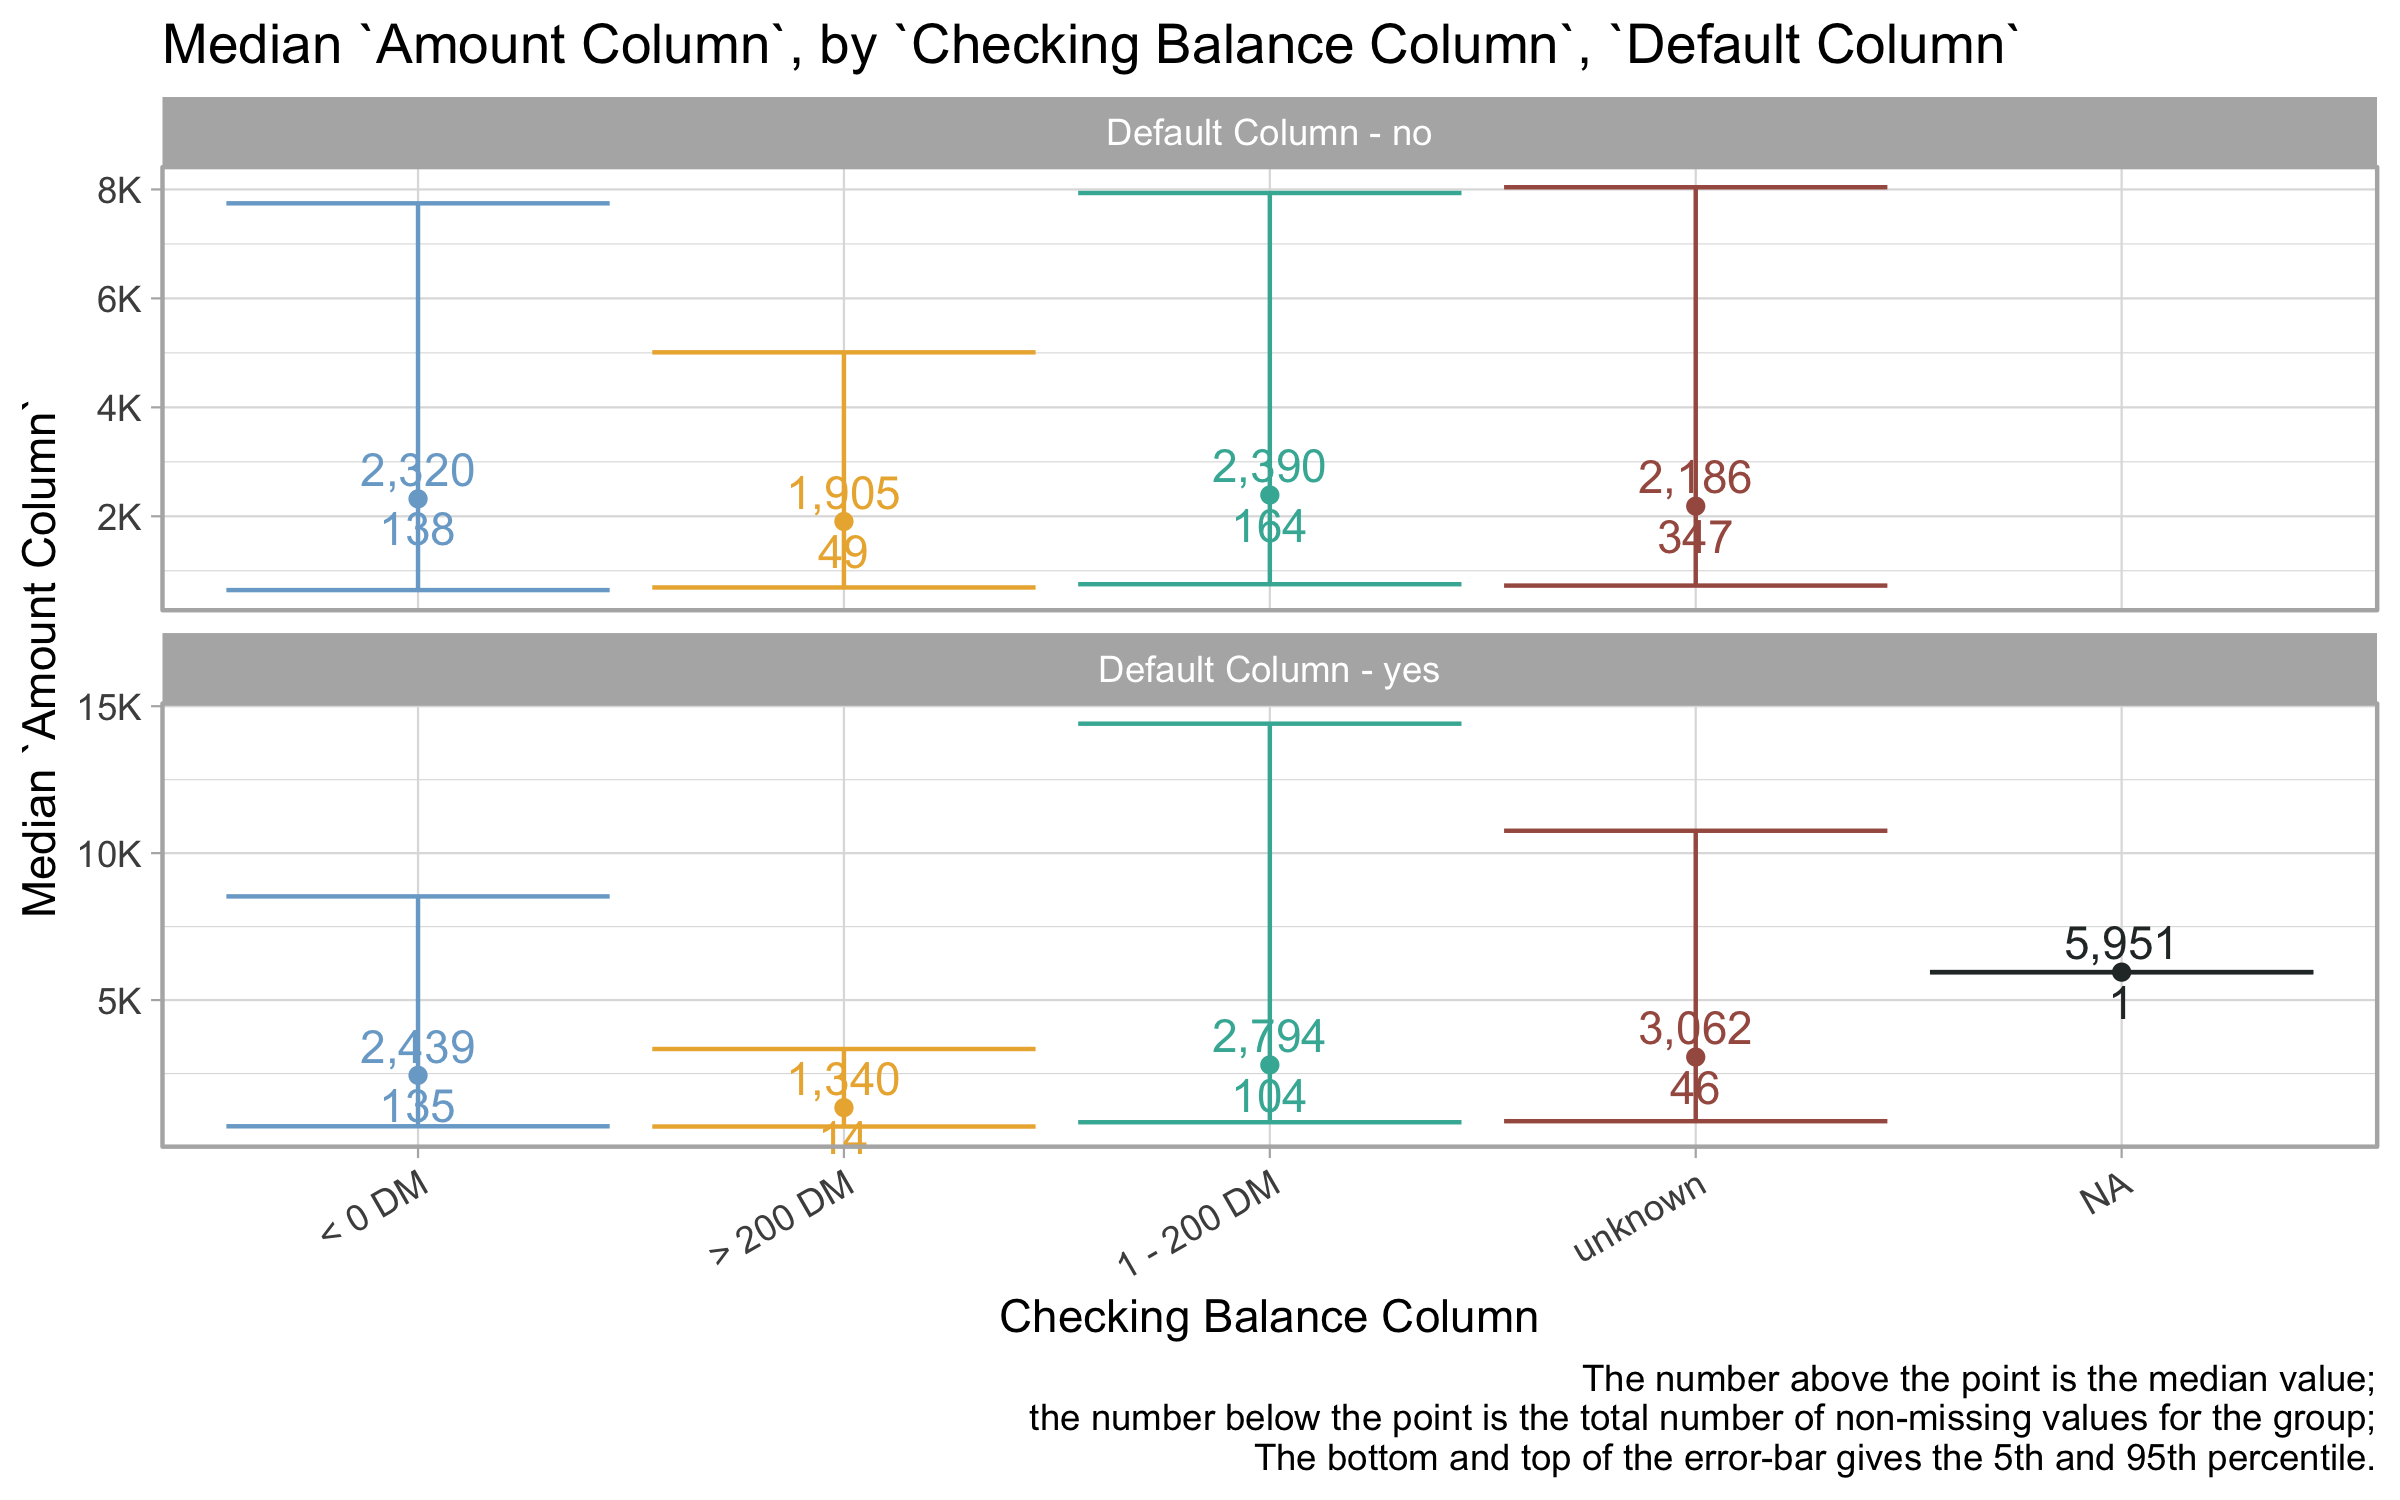 Median `Amount Column`, by `Checking Balance Column`, `Default Column`
Median `Amount Column`
Default Column - no
8K
6K
4K
2K
2,320
138
1,905
49
2,390
164
2,186
347
Default Column - yes
15K
10K
5K
2,439
135
1,340
14
2,794
104
3,062
46
5,951
1
< 0 DM
> 200 DM
1 - 200 DM
unknown
NA
Checking Balance Column
The number above the point is the median value;
the number below the point is the total number of non-missing values for the group;
The bottom and top of the error-bar gives the 5th and 95th percentile.